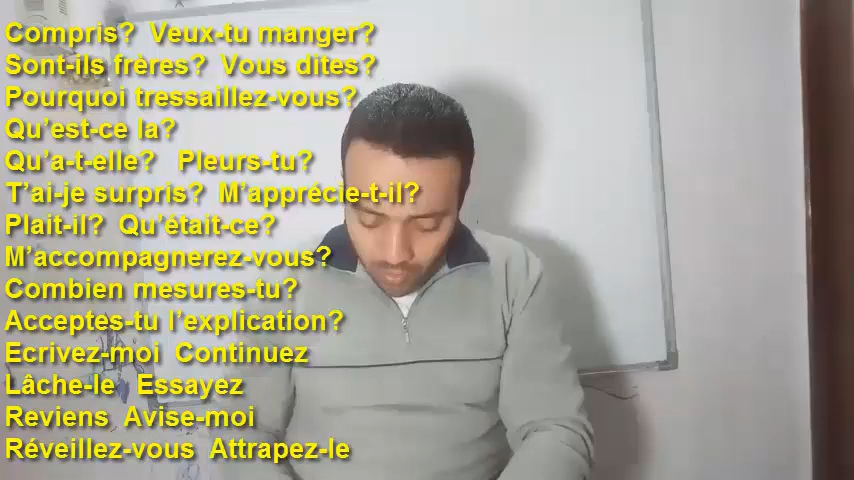 Compris?  Veux-tu manger?
Sont-ils frères?  Vous dites?
Pourquoi tressaillez-vous?
Qu’est-ce la?
Qu’a-t-elle?   Pleurs-tu?
T’ai-je surpris?  M’apprécie-t-il?
Plait-il?  Qu’était-ce?
M’accompagnerez-vous?
Combien mesures-tu?
Acceptes-tu l’explication?
Ecrivez-moi  Continuez
Lâche-le   Essayez
Reviens  Avise-moi
Réveillez-vous  Attrapez-le